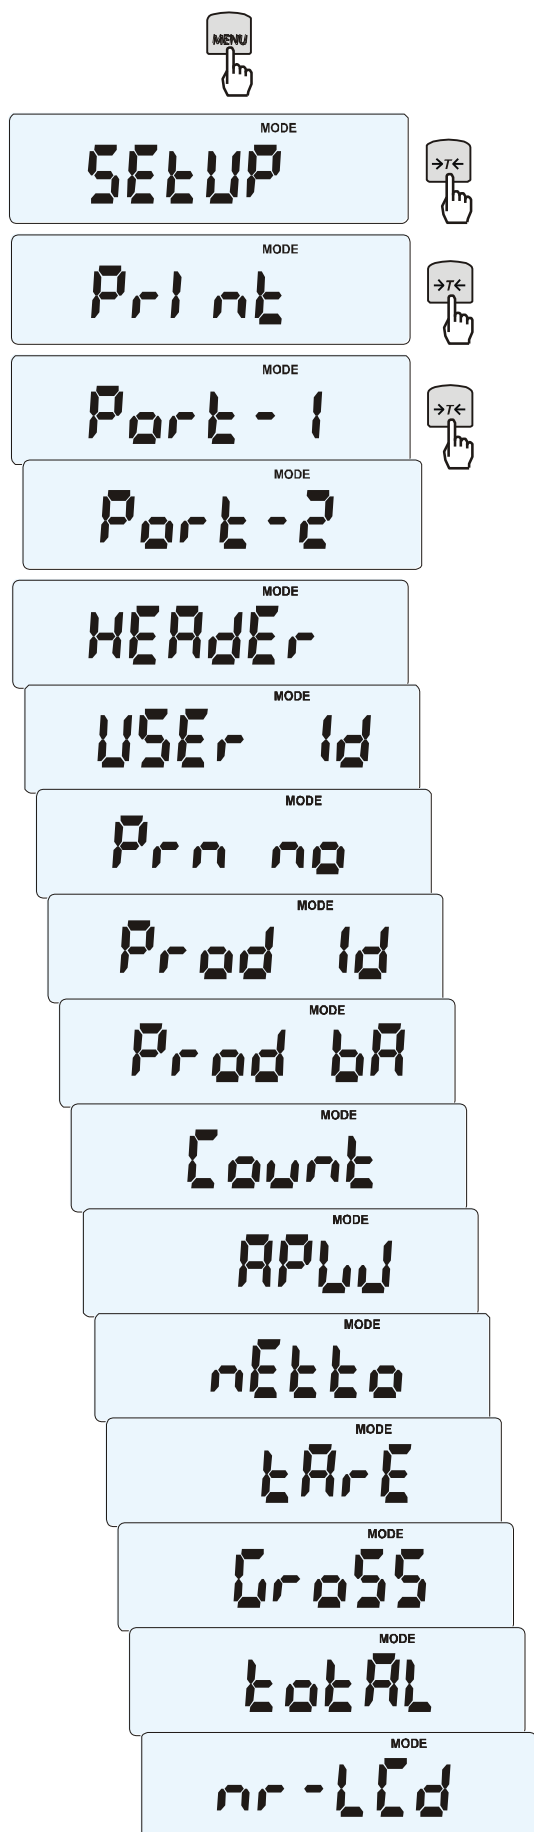 MENU
MODE
SEtUP
→T←
MODE
PrI nt
→T←
MODE
Port-1
→T←
MODE
Port-2
MODE
HEAdEr
MODE
USEr Id
MODE
Prn no
MODE
Prod Id
MODE
Prod bA
MODE
Count
MODE
APW
MODE
nEtto
MODE
tArE
MODE
GroSS
MODE
totAL
MODE
nr-LCd